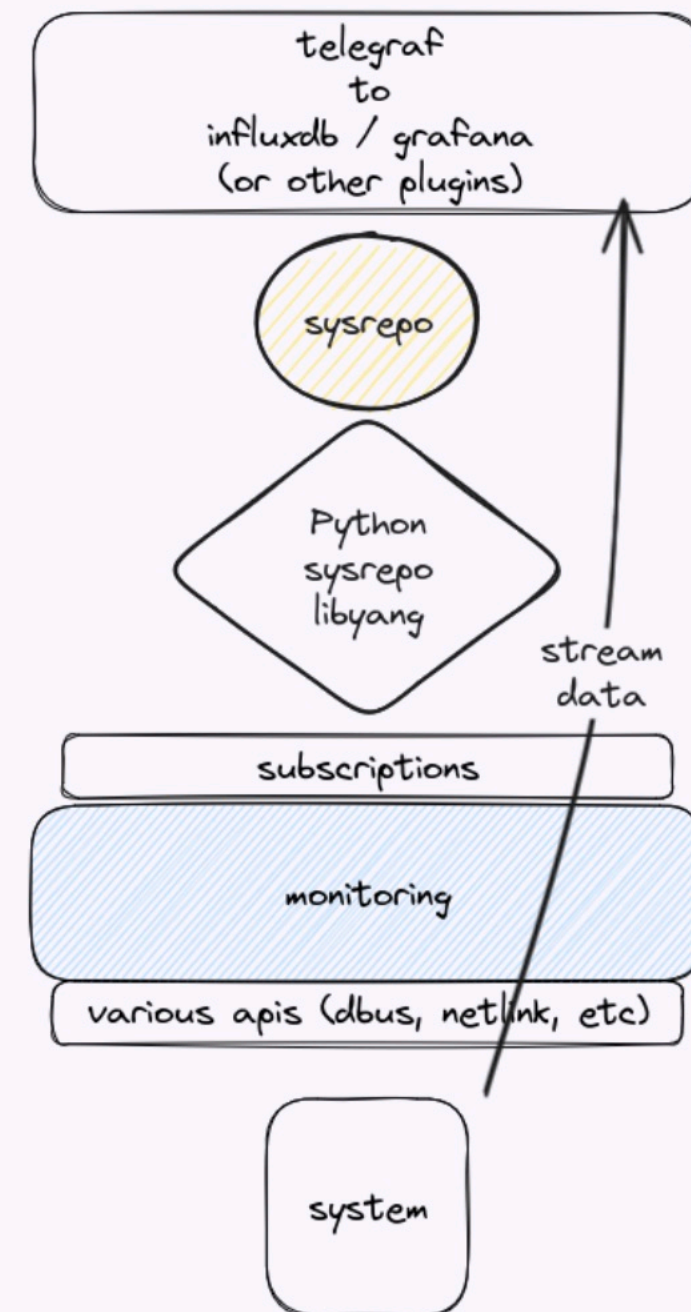 telegraf
to
influxdb / grafana
(or other plugins)
sysrepo
Python
sysrepo
libyang
stream
data
subscriptions
monitoring
various apis (dbus, netlink, etc)
system